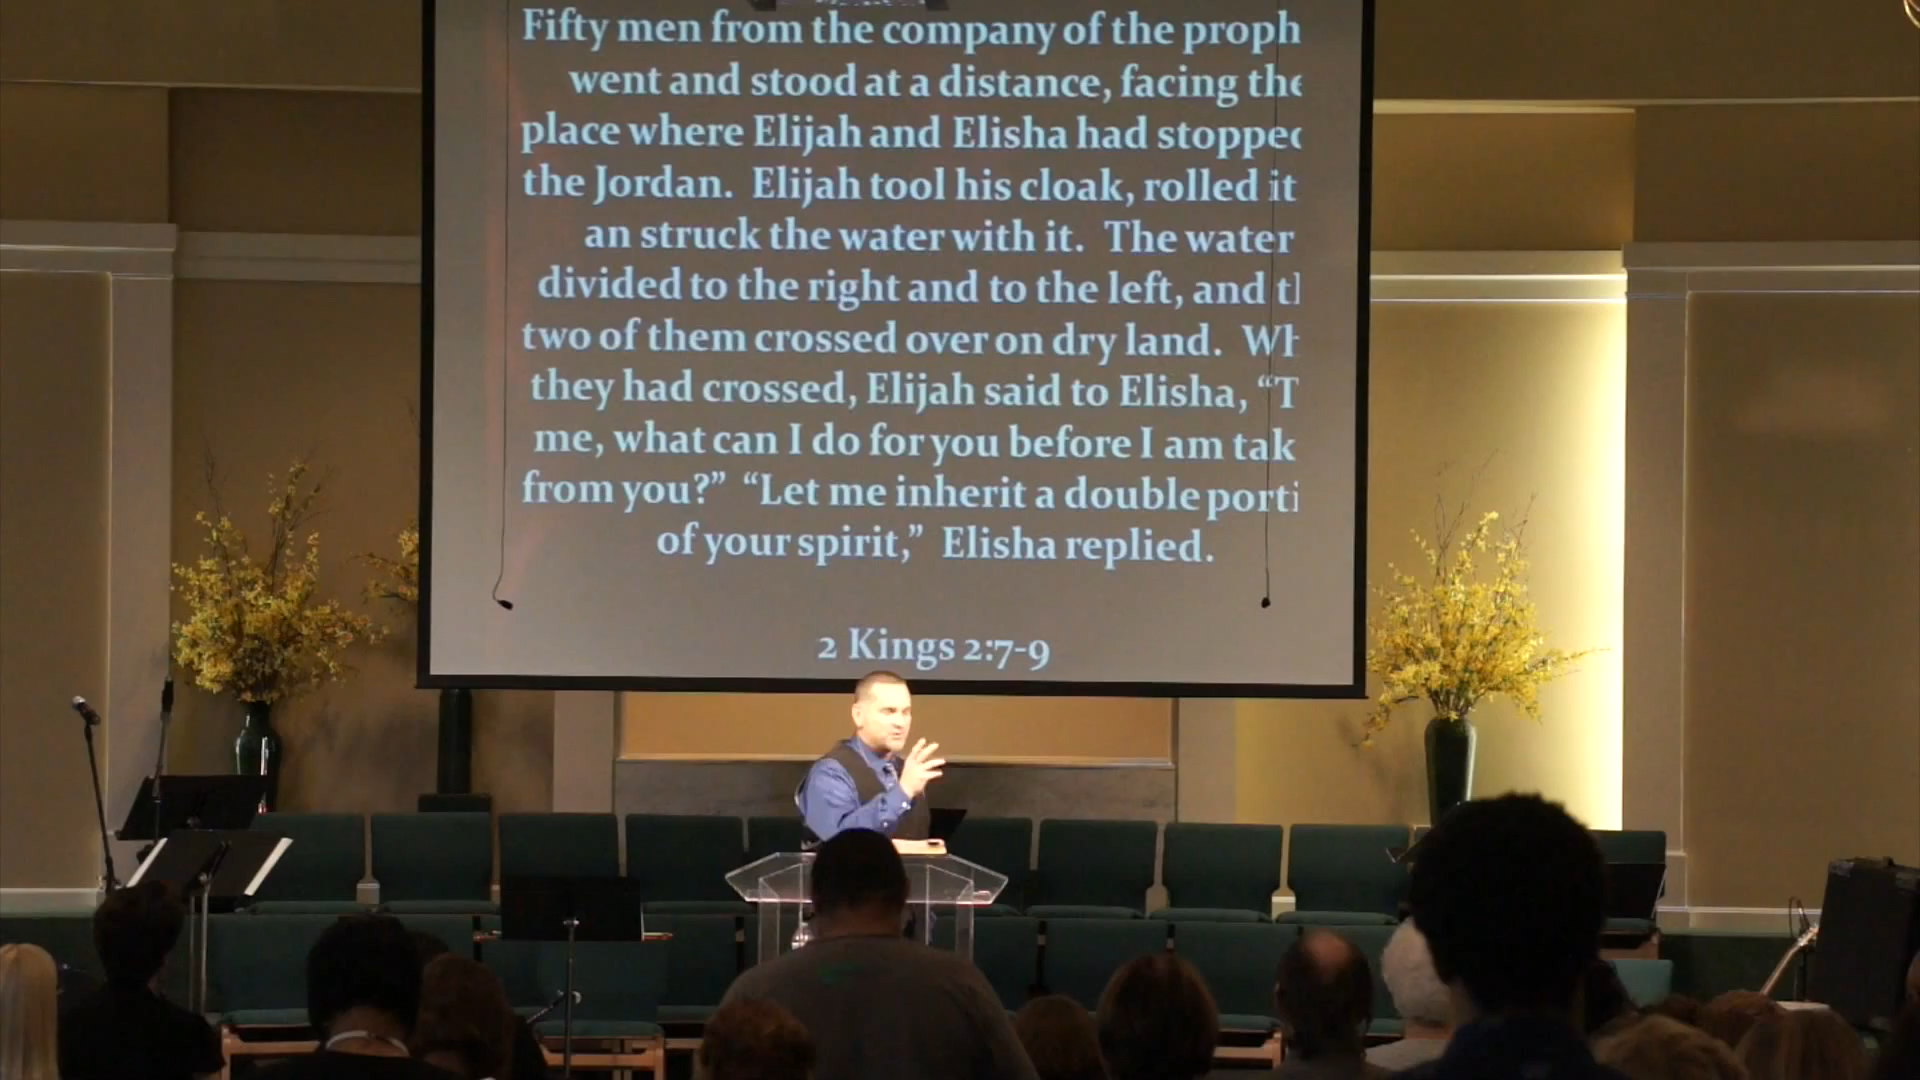 Fifty men from the company of the proph
went and stood at a distance, facing the
place where Elijah and Elisha had stopped
the Jordan. Elijah tool his cloak, rolled it
an struck the water with it. The water
divided to the right and to the left, and
two of them crossed over on dry land.
they had crossed, Elijah said to Elisha, “T
me, what can I do for you before I am tak
from you?” “Let me inherit a double porti
of your spirit,” Elisha replied.
2 Kings 2:7-9